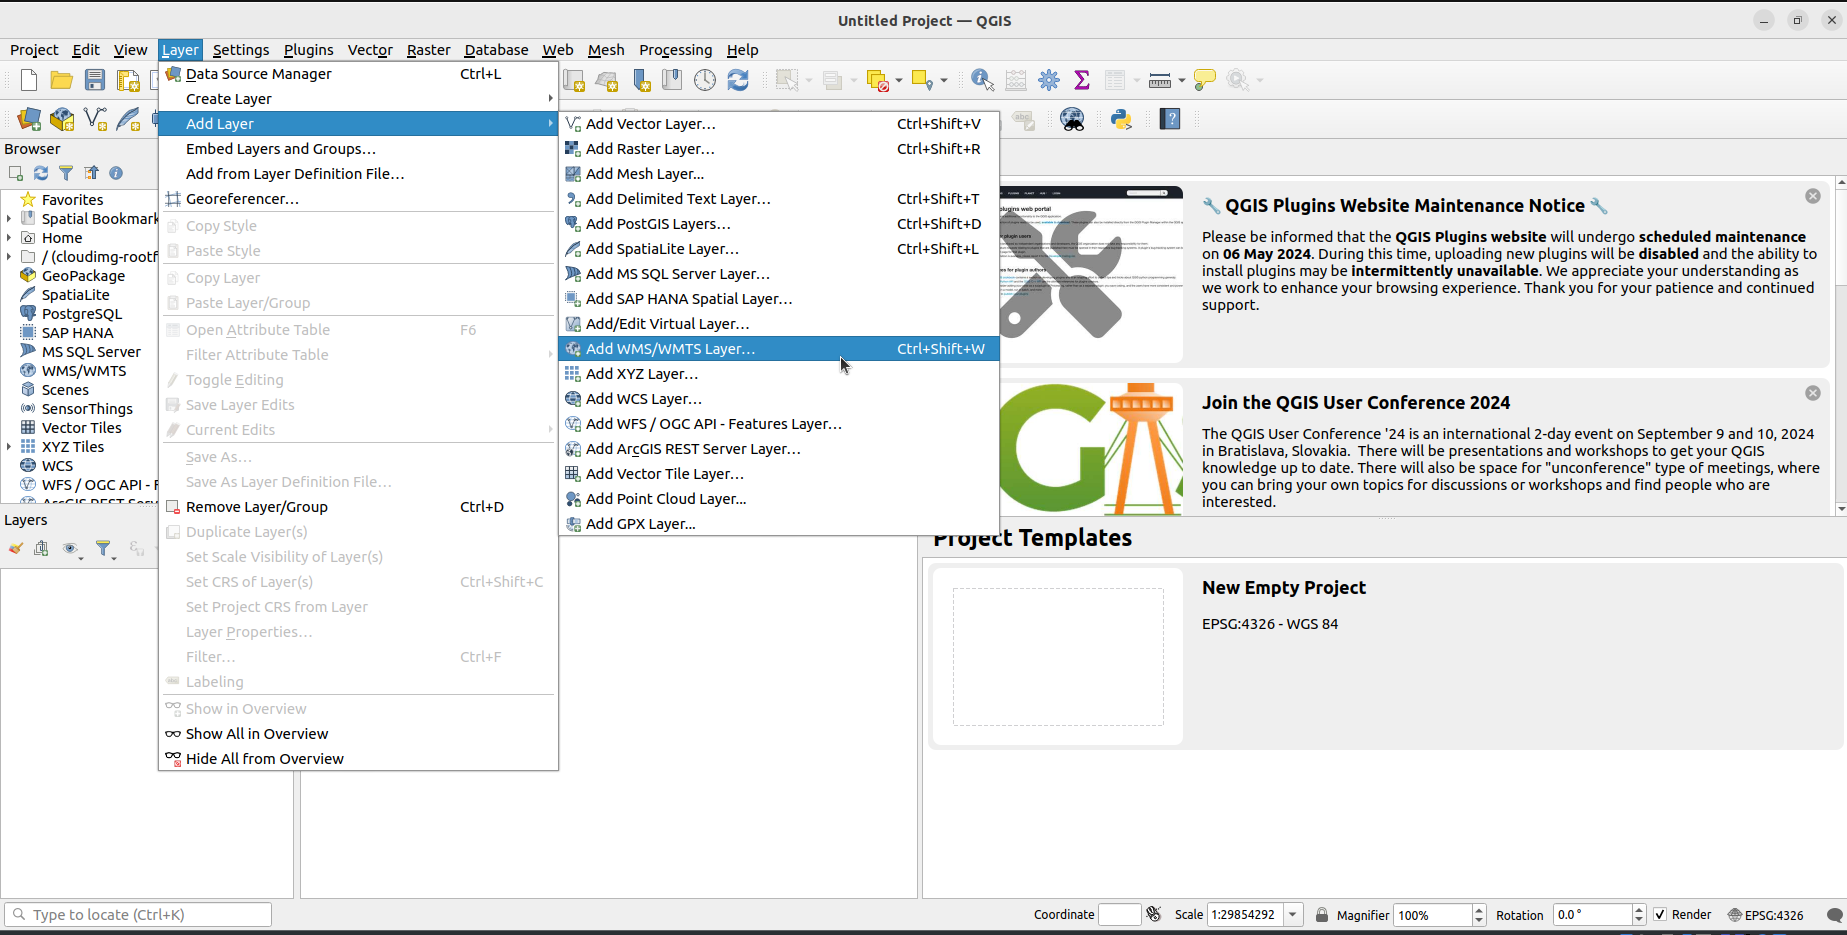 Untitled Project — QGIS
Project Edit View Layer Settings Plugins Vector Raster Database Web Mesh Processing Help
Data Source Manager Ctrl+L
Create Layer
Add Layer
Embed Layers and Groups…
Add from Layer Definition File…
Georeferencer…
Copy Style
Paste Style
Copy Layer
Paste Layer/Group
Open Attribute Table F6
Filter Attribute Table
Toggle Editing
Save Layer Edits
Current Edits
Save As…
Save As Layer Definition File…
Remove Layer/Group Ctrl+D
Duplicate Layer(s)
Set Scale Visibility of Layer(s)
Set CRS of Layer(s) Ctrl+Shift+C
Set Project CRS from Layer
Layer Properties…
Filter… Ctrl+F
Labeling
Show in Overview
Show All in Overview
Hide All from Overview
Add Vector Layer… Ctrl+Shift+V
Add Raster Layer… Ctrl+Shift+R
Add Mesh Layer...
Add Delimited Text Layer… Ctrl+Shift+T
Add PostGIS Layers… Ctrl+Shift+D
Add SpatiaLite Layer… Ctrl+Shift+L
Add MS SQL Server Layer…
Add SAP HANA Spatial Layer…
Add/Edit Virtual Layer…
Add WMS/WMTS Layer… Ctrl+Shift+W
Add XYZ Layer…
Add WCS Layer…
Add WFS / OGC API - Features Layer…
Add ArcGIS REST Server Layer…
Add Vector Tile Layer…
Add Point Cloud Layer…
Add GPX Layer...
Browser
Favorites
Spatial Bookmark
Home
/ (cloudimg-rootf
GeoPackage
SpatiaLite
PostgreSQL
SAP HANA
MS SQL Server
WMS/WMTS
Scenes
SensorThings
Vector Tiles
XYZ Tiles
WCS
WFS / OGC API - F
Layers
plugins web portal
QGIS Plugins Website Maintenance Notice
Please be informed that the QGIS Plugins website will undergo scheduled maintenance
on 06 May 2024. During this time, uploading new plugins will be disabled and the ability to
install plugins may be intermittently unavailable. We appreciate your understanding as
we work to enhance your browsing experience. Thank you for your patience and continued
support.
Join the QGIS User Conference 2024
The QGIS User Conference '24 is an international 2-day event on September 9 and 10, 2024
in Bratislava, Slovakia. There will be presentations and workshops to get your QGIS
knowledge up to date. There will also be space for "unconference" type of meetings, where
you can bring your own topics for discussions or workshops and find people who are
interested.
Project Templates
New Empty Project
EPSG:4326 - WGS 84
Type to locate (Ctrl+K)
Coordinate Scale 1:29854292 Magnifier 100% Rotation 0.0 ° Render EPSG:4326